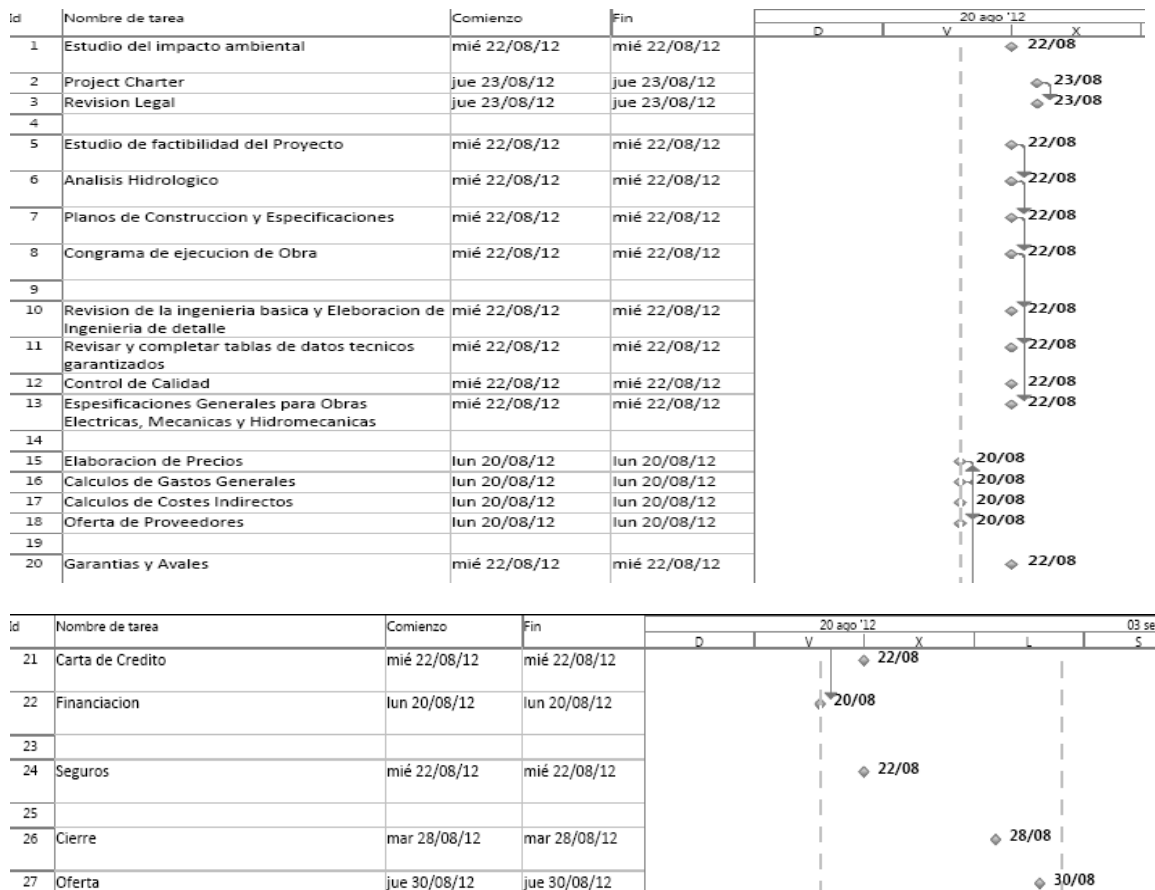 Id Nombre de tarea Comienzo Fin 20 ago '12
D V X
1 Estudio del impacto ambiental mié 22/08/12 mié 22/08/12 22/08
2 Project Charter jue 23/08/12 jue 23/08/12 23/08
3 Revision Legal jue 23/08/12 jue 23/08/12 23/08
4
5 Estudio de factibilidad del Proyecto mié 22/08/12 mié 22/08/12 22/08
6 Analisis Hidrologico mié 22/08/12 mié 22/08/12 22/08
7 Planos de Construccion y Especificaciones mié 22/08/12 mié 22/08/12 22/08
8 Congrama de ejecucion de Obra mié 22/08/12 mié 22/08/12 22/08
9
10 Revision de la ingenieria basica y Eleboracion de mié 22/08/12 mié 22/08/12 22/08
Ingenieria de detalle
11 Revisar y completar tablas de datos tecnicos mié 22/08/12 mié 22/08/12 22/08
garantizados
12 Control de Calidad mié 22/08/12 mié 22/08/12 22/08
13 Espesificaciones Generales para Obras mié 22/08/12 mié 22/08/12 22/08
Electricas, Mecanicas y Hidromecanicas
14
15 Elaboracion de Precios lun 20/08/12 lun 20/08/12 20/08
16 Calculos de Gastos Generales lun 20/08/12 lun 20/08/12 20/08
17 Calculos de Costes Indirectos lun 20/08/12 lun 20/08/12 20/08
18 Oferta de Proveedores lun 20/08/12 lun 20/08/12 20/08
19
20 Garantias y Avales mié 22/08/12 mié 22/08/12 22/08
Id Nombre de tarea Comienzo Fin 20 ago '12 03 se
D V X L S
21 Carta de Credito mié 22/08/12 mié 22/08/12 22/08
22 Financiacion lun 20/08/12 lun 20/08/12 20/08
23
24 Seguros mié 22/08/12 mié 22/08/12 22/08
25
26 Cierre mar 28/08/12 mar 28/08/12 28/08
27 Oferta jue 30/08/12 jue 30/08/12 30/08